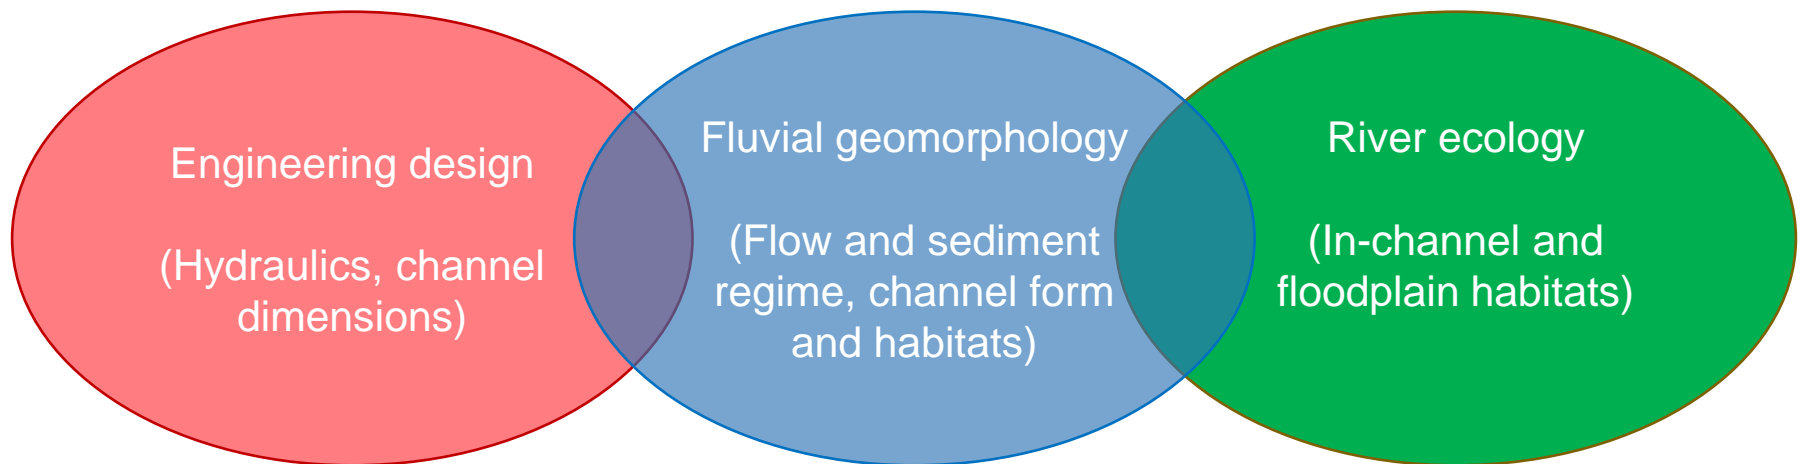 Engineering design
(Hydraulics, channel
dimensions)
Fluvial geomorphology
(Flow and sediment
regime, channel form
and habitats)
River ecology
(In-channel and
floodplain habitats)